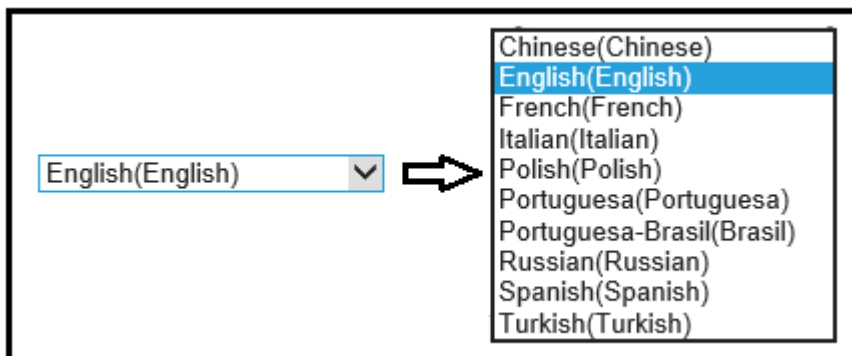 English(English)
Chinese(Chinese)
English(English)
French(French)
Italian(Italian)
Polish(Polish)
Portuguesa(Portuguesa)
Portuguesa-Brasil(Brasil)
Russian(Russian)
Spanish(Spanish)
Turkish(Turkish)